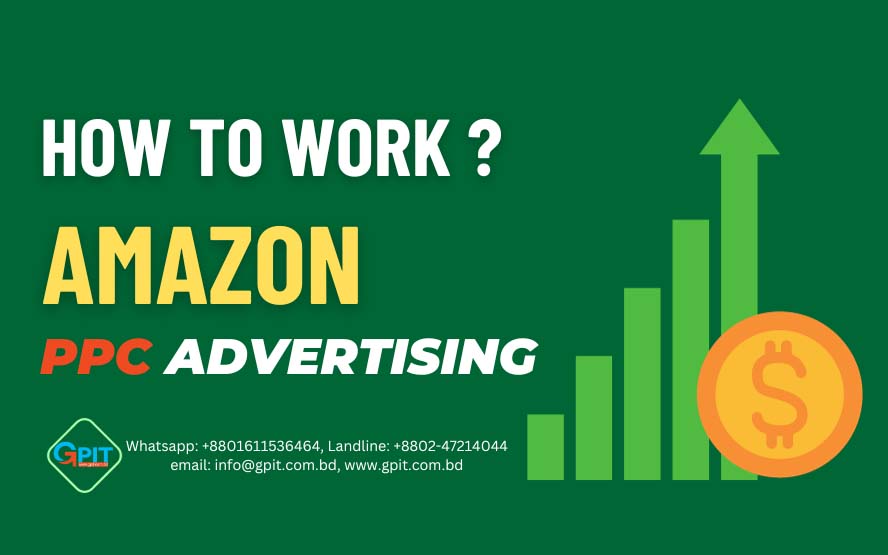 HOW TO WORK ?
AMAZON
PPC ADVERTISING
GPIT
Whatsapp: +8801611536464, Landline: +8802-47214044
email: info@gpit.com.bd, www.gpit.com.bd